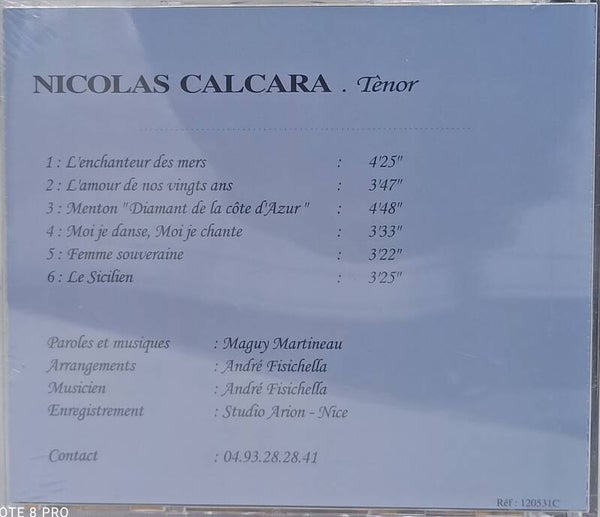 NICOLAS CALCARA . Tênor
1 : L'enchanteur des mers : 4'25"
2 : L'amour de nos vingts ans : 3'47"
3 : Menton "Diamant de la côte d'Azur" : 4'48"
4 : Moi je danse, Moi je chante : 3'33"
5 : Femme souveraine : 3'22"
6 : Le Sicilien : 3'25"
Paroles et musiques : Maguy Martineau
Arrangements : André Fisichella
Musicien : André Fisichella
Enregistrement : Studio Arion - Nice
Contact : 04.93.28.28.41
Réf : 120531C
OTE 8 PRO